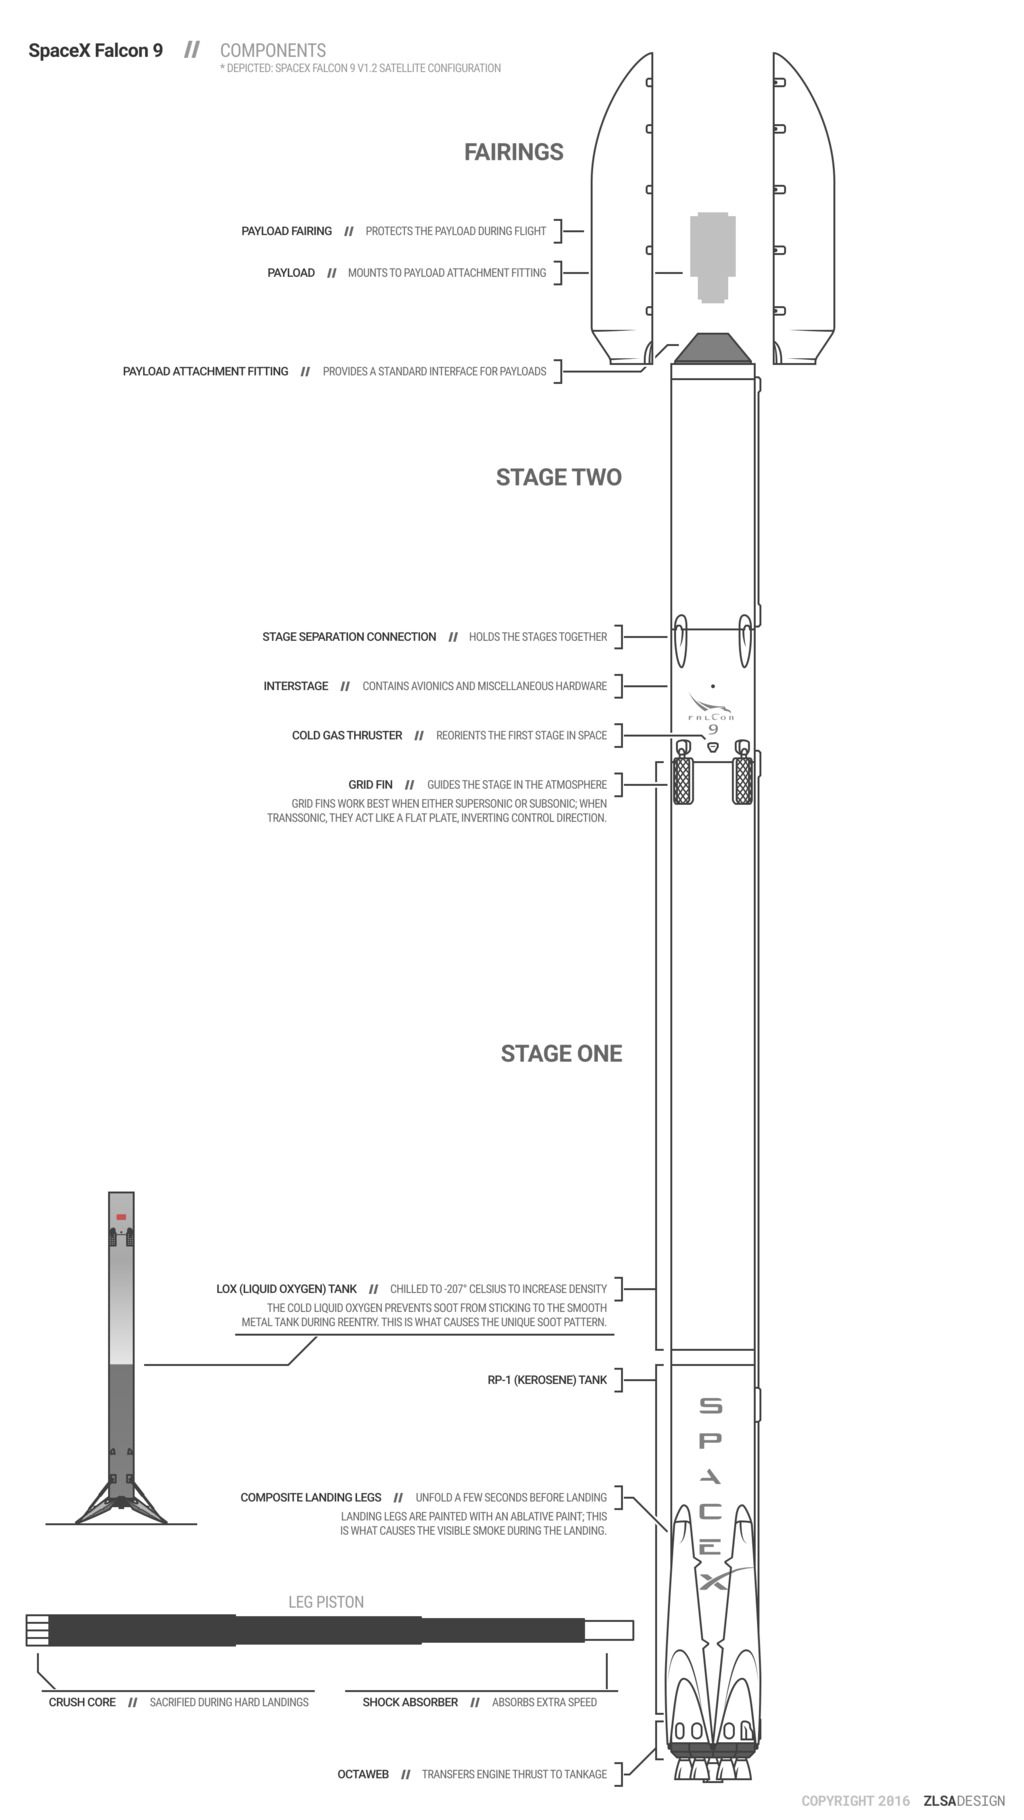 SpaceX Falcon 9 // COMPONENTS
* DEPICTED: SPACEX FALCON 9 V1.2 SATELLITE CONFIGURATION
FAIRINGS
PAYLOAD FAIRING // PROTECTS THE PAYLOAD DURING FLIGHT
PAYLOAD // MOUNTS TO PAYLOAD ATTACHMENT FITTING
PAYLOAD ATTACHMENT FITTING // PROVIDES A STANDARD INTERFACE FOR PAYLOADS
STAGE TWO
STAGE SEPARATION CONNECTION // HOLDS THE STAGES TOGETHER
INTERSTAGE // CONTAINS AVIONICS AND MISCELLANEOUS HARDWARE
FALCON
9
COLD GAS THRUSTER // REORIENTS THE FIRST STAGE IN SPACE
GRID FIN // GUIDES THE STAGE IN THE ATMOSPHERE
GRID FINS WORK BEST WHEN EITHER SUPERSONIC OR SUBSONIC; WHEN
TRANSSONIC, THEY ACT LIKE A FLAT PLATE, INVERTING CONTROL DIRECTION.
STAGE ONE
LOX (LIQUID OXYGEN) TANK // CHILLED TO -207° CELSIUS TO INCREASE DENSITY
THE COLD LIQUID OXYGEN PREVENTS SOOT FROM STICKING TO THE SMOOTH
METAL TANK DURING REENTRY. THIS IS WHAT CAUSES THE UNIQUE SOOT PATTERN.
RP-1 (KEROSENE) TANK
SPACEX
COMPOSITE LANDING LEGS // UNFOLD A FEW SECONDS BEFORE LANDING
LANDING LEGS ARE PAINTED WITH AN ABLATIVE PAINT; THIS
IS WHAT CAUSES THE VISIBLE SMOKE DURING THE LANDING.
LEG PISTON
CRUSH CORE // SACRIFIED DURING HARD LANDINGS
SHOCK ABSORBER // ABSORBS EXTRA SPEED
OCTAWEB // TRANSFERS ENGINE THRUST TO TANKAGE
COPYRIGHT 2016 ZLSADESIGN